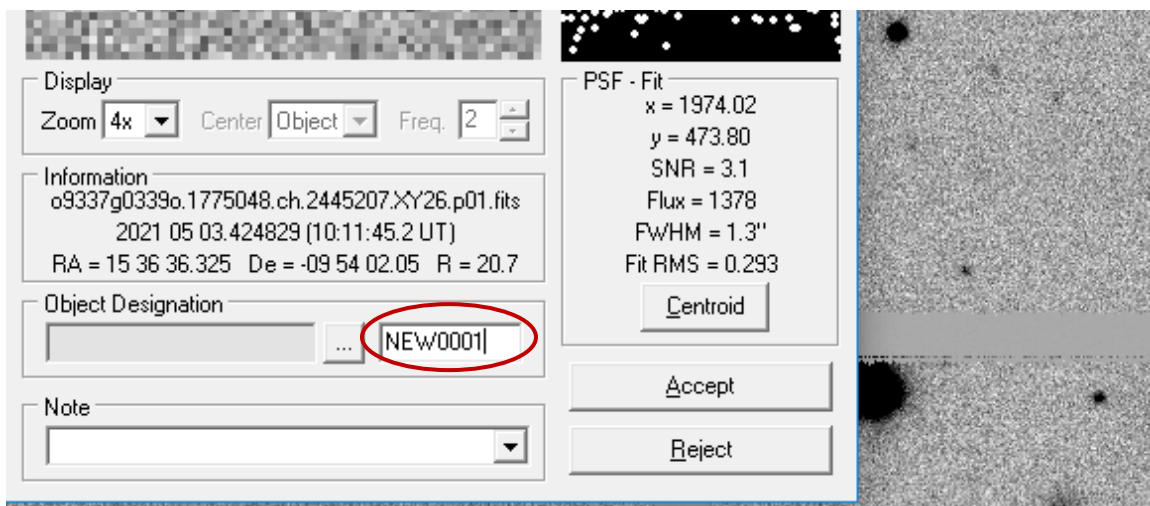 Display
Zoom 4x Center Object Freq. 2
Information
o9337g0339o.1775048.ch.2445207.XY26.p01.fits
2021 05 03.424829 (10:11:45.2 UT)
RA = 15 36 36.325 De = -09 54 02.05 R = 20.7
Object Designation
... NEW0001
Note
PSF - Fit
x = 1974.02
y = 473.80
SNR = 3.1
Flux = 1378
FWHM = 1.3"
Fit RMS = 0.293
Centroid
Accept
Reject